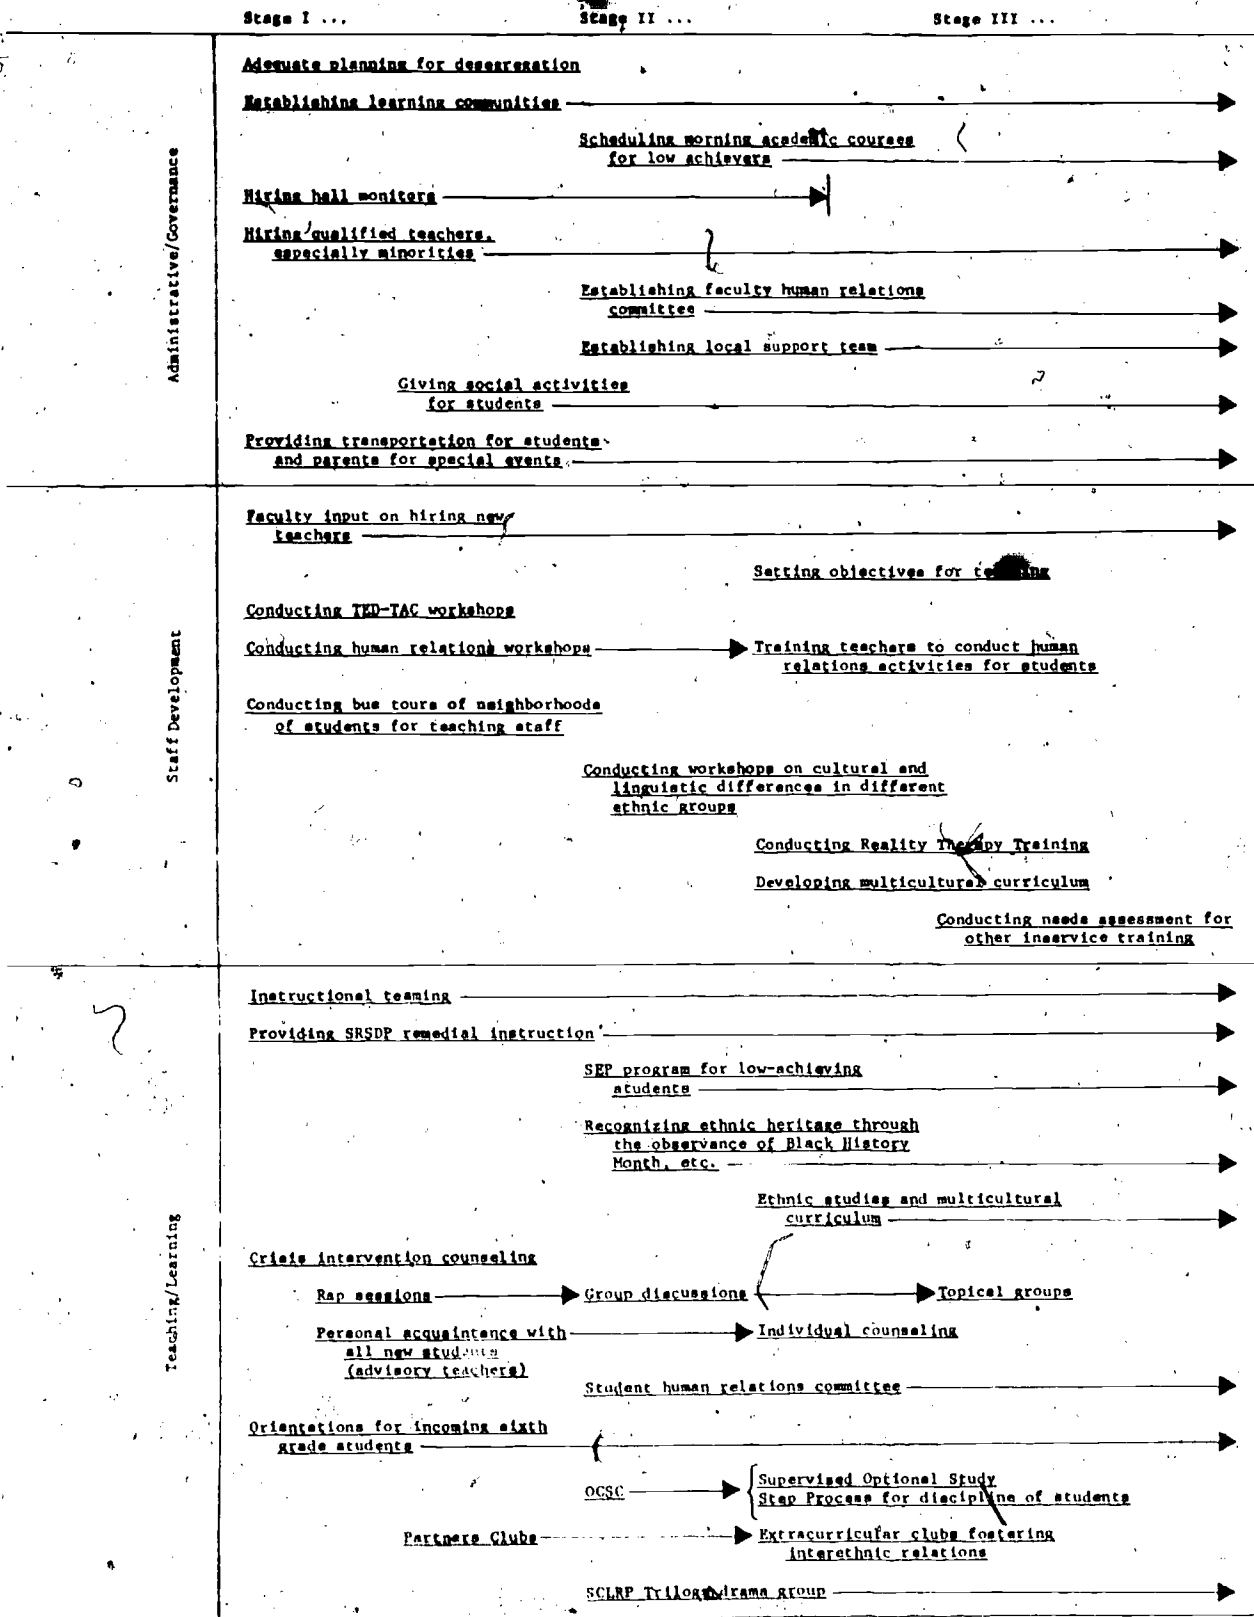 Stage I ... Stage II ... Stage III ...
Administrative/Governance
Adequate planning for desegregation
Establishing learning communities
Scheduling morning academic courses
for low achievers
Hiring hall monitors
Hiring qualified teachers,
especially minorities
Establishing faculty human relations
committee
Establishing local support team
Giving social activities
for students
Providing transportation for students
and parents for special events
Staff Development
Faculty input on hiring new
teachers
Setting objectives for
Conducting TED-TAC workshops
Conducting human relations workshops Training teachers to conduct human
relations activities for students
Conducting bus tours of neighborhoods
of students for teaching staff
Conducting workshops on cultural and
linguistic differences in different
ethnic groups
Conducting Reality Therapy Training
Developing multicultural curriculum
Conducting needs assessment for
other inservice training
Teaching/Learning
Instructional teaming
Providing SRSDP remedial instruction
SEP program for low-achieving
students
Recognizing ethnic heritage through
the observance of Black History
Month, etc.
Ethnic studies and multicultural
curriculum
Crisis intervention counseling
Rap sessions Group discussions Topical groups
Personal acquaintance with Individual counseling
all new students
(advisory teachers)
Student human relations committee
Orientations for incoming sixth
grade students
OCSC Supervised Optional Study
Step Process for discipline of students
Partners Clubs Extracurricular clubs fostering
interethnic relations
SCLRP Trilogy drama group